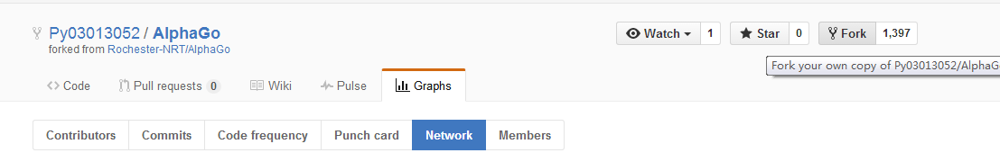 Py03013052 / AlphaGo
forked from Rochester-NRT/AlphaGo
Watch 1 Star 0 Fork 1,397
Fork your own copy of Py03013052/AlphaG
Code Pull requests 0 Wiki Pulse Graphs
Contributors Commits Code frequency Punch card Network Members